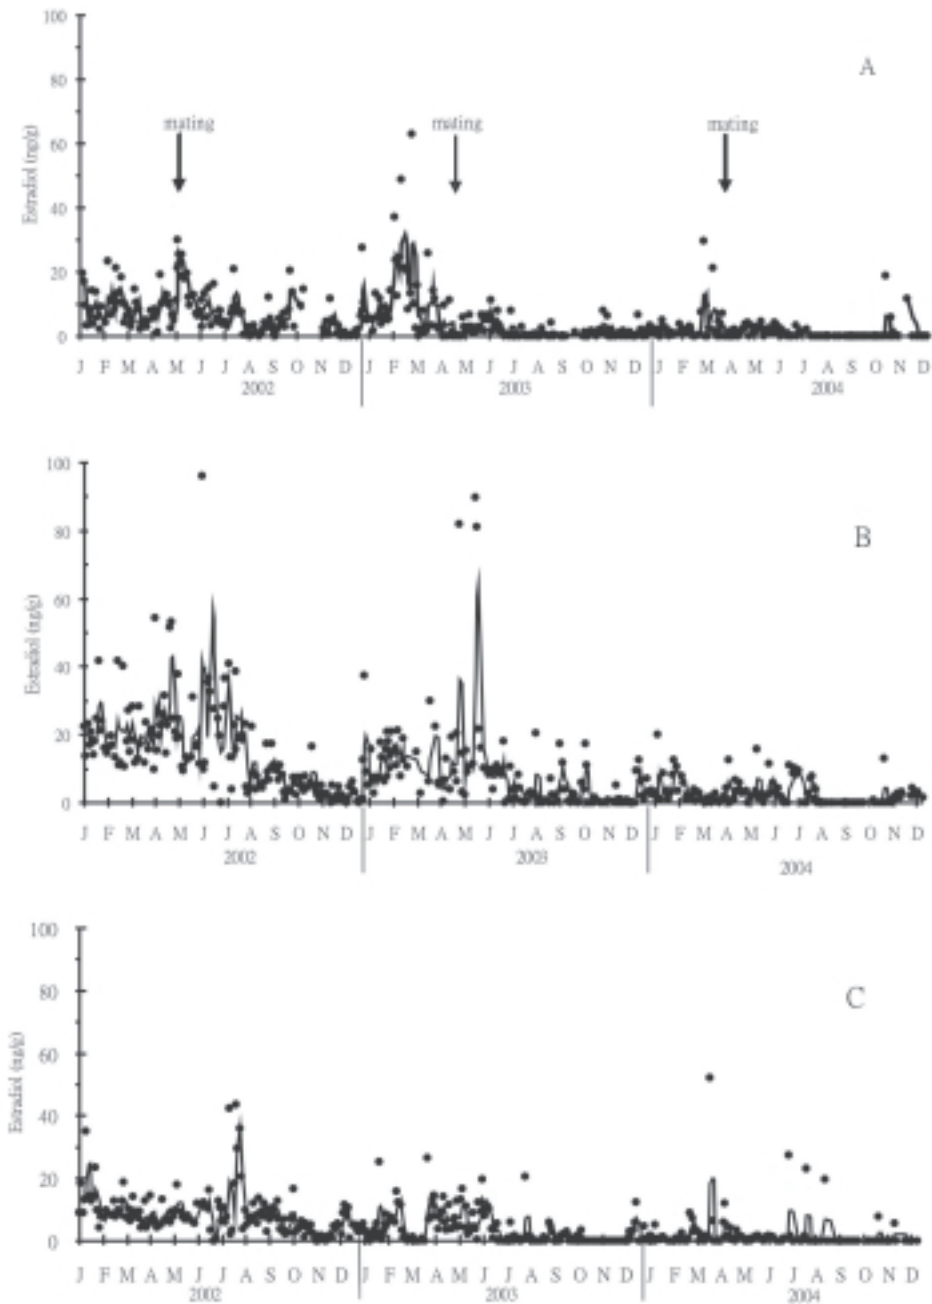 100
A
80
mating mating mating
60
Estradiol (ng/g)
40
20
0
J F M A M J J A S O N D J F M A M J J A S O N D J F M A M J J A S O N D
2002 2003 2004
100
B
80
60
Estradiol (ng/g)
40
20
0
J F M A M J J A S O N D J F M A M J J A S O N D J F M A M J J A S O N D
2002 2003 2004
100
C
80
60
Estradiol (ng/g)
40
20
0
J F M A M J J A S O N D J F M A M J J A S O N D J F M A M J J A S O N D
2002 2003 2004